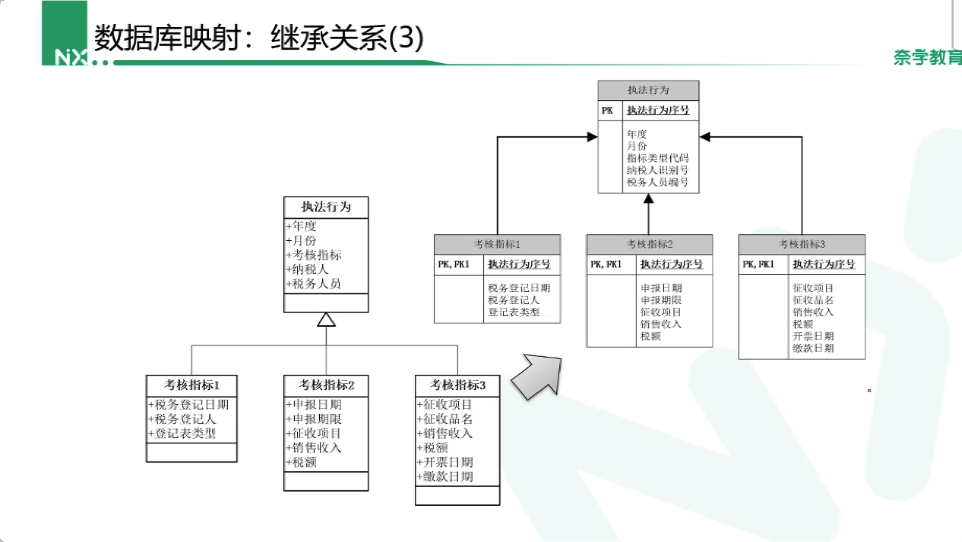 数据库映射：继承关系(3)
NX
奈学教育
执法行为
PK 执法行为序号
年度
月份
指标类型代码
纳税人识别号
税务人员编号
考核指标1
PK,FK1 执法行为序号
税务登记日期
税务登记人
登记表类型
考核指标2
PK,FK1 执法行为序号
申报日期
申报期限
征收项目
销售收入
税额
考核指标3
PK,FK1 执法行为序号
征收项目
征收品名
销售收入
税额
开票日期
缴款日期
执法行为
+年度
+月份
+考核指标
+纳税人
+税务人员
考核指标1
+税务登记日期
+税务登记人
+登记表类型
考核指标2
+申报日期
+申报期限
+征收项目
+销售收入
+税额
考核指标3
+征收项目
+征收品名
+销售收入
+税额
+开票日期
+缴款日期